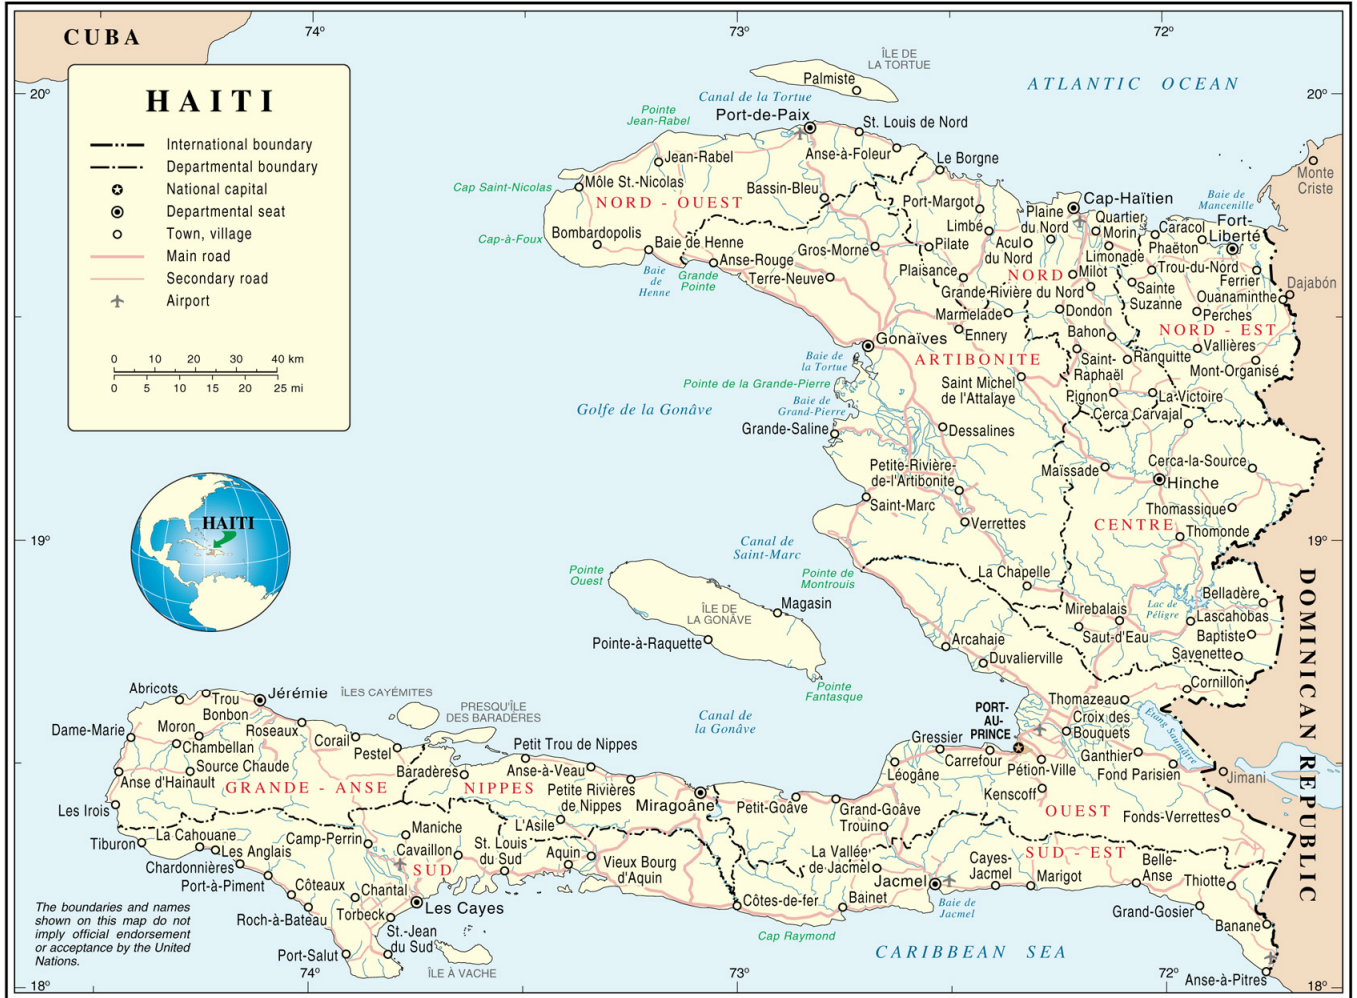 CUBA
74°
73°
72°
20°
HAITI
International boundary
Departmental boundary
National capital
Departmental seat
Town, village
Main road
Secondary road
Airport
0 10 20 30 40 km
0 5 10 15 20 25 mi
HAITI
ÎLE DE
LA TORTUE
Palmiste
ATLANTIC OCEAN
20°
Canal de la Tortue
Pointe
Jean-Rabel
Port-de-Paix
St. Louis de Nord
Jean-Rabel
Anse-à-Foleur
Le Borgne
Monte
Criste
Cap Saint-Nicolas
Môle St.-Nicolas
Bassin-Bleu
NORD - OUEST
Port-Margot
Cap-Haïtien
Baie de
Mancenille
Plaine
du Nord
Quartier
Morin
Caracol
Fort-
Liberté
Limbé
Cap-à-Foux
Bombardopolis
Baie de Henne
Gros-Morne
Pilate
Acul
du Nord
Limonade
Phaëton
Anse-Rouge
Baie
de
Henne
Grande
Pointe
Terre-Neuve
Plaisance
NORD
Milot
Trou-du-Nord
Ferrier
Dajabón
Grande Rivière du Nord
Sainte
Suzanne
Ouanaminthe
Marmelade
Dondon
Perches
Ennery
Bahon
NORD - EST
Gonaïves
Baie de
la Tortue
ARTIBONITE
Saint-
Raphaël
Ranquitte
Vallières
Mont-Organisé
Pointe de la Grande-Pierre
Saint Michel
de l'Attalaye
Pignon
La-Victoire
Golfe de la Gonâve
Baie de
Grand-Pierre
Cerca Carvajal
Grande-Saline
Dessalines
Petite-Rivière-
de-l'Artibonite
Maïssade
Cerca-la-Source
Hinche
Saint-Marc
Thomassique
Verrettes
CENTRE
Thomonde
19°
19°
Canal de
Saint-Marc
Pointe
Ouest
Pointe de
Montrouis
La Chapelle
Belladère
ÎLE DE
LA GONÂVE
Magasin
Mirebalais
Lac de
Péligre
Lascahobas
Pointe-à-Raquette
Arcahaie
Saut-d'Eau
Baptiste
Duvalierville
Savenette
Pointe
Fantasque
Cornillon
DOMINICAN REPUBLIC
Abricots
Trou
Bonbon
Jérémie
ÎLES CAYÉMITES
Thomazeau
PRESQU'ÎLE
DES BARADÈRES
PORT-
AU-
PRINCE
Croix des
Bouquets
Étang Saumâtre
Dame-Marie
Moron
Roseaux
Canal de
la Gonâve
Chambellan
Corail
Pestel
Petit Trou de Nippes
Gressier
Carrefour
Ganthier
Source Chaude
Baradères
Anse-à-Veau
Pétion-Ville
Fond Parisien
Jimani
Anse d'Hainault
Léogâne
GRANDE - ANSE
NIPPES
Petite Rivières
de Nippes
Miragoâne
Petit-Goâve
Grand-Goâve
Kenscoff
OUEST
Les Irois
Fonds-Verrettes
Tiburon
La Cahouane
Camp-Perrin
Maniche
L'Asile
Trouin
Les Anglais
Cavaillon
St. Louis
du Sud
Aquin
La Vallée
de Jacmel
SUD - EST
Chardonnières
SUD
Vieux Bourg
d'Aquin
Cayes-
Jacmel
Belle-
Anse
Port-à-Piment
Jacmel
Marigot
Thiotte
Côteaux
Chantal
Les Cayes
Côtes-de-fer
Bainet
Baie de
Jacmel
Grand-Gosier
Roch-à-Bateau
Torbeck
Banane
St.-Jean
du Sud
Cap Raymond
Port-Salut
CARIBBEAN SEA
ÎLE À VACHE
Anse-à-Pitres
The boundaries and names
shown on this map do not
imply official endorsement
or acceptance by the United
Nations.
74°
73°
72°
18°
18°